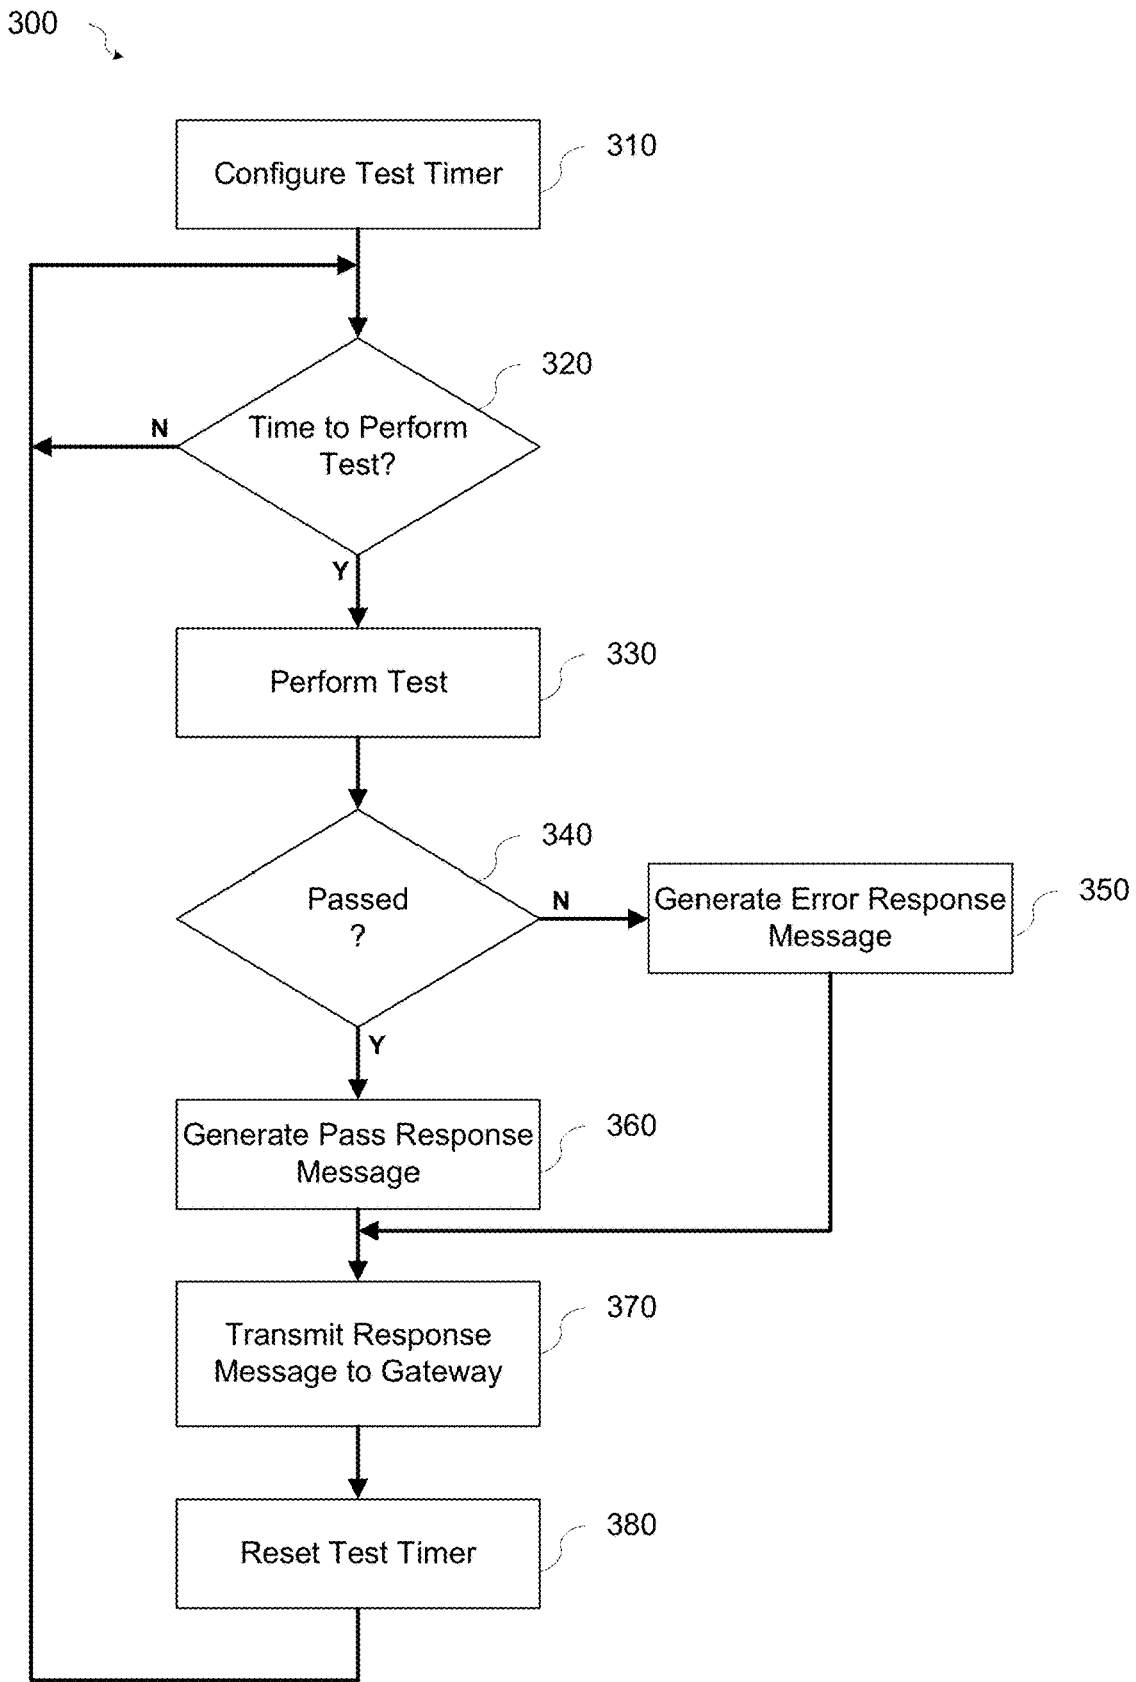 300
Configure Test Timer
310
Time to Perform
Test?
320
N
Y
Perform Test
330
Passed
?
340
N
Generate Error Response
Message
350
Y
Generate Pass Response
Message
360
Transmit Response
Message to Gateway
370
Reset Test Timer
380